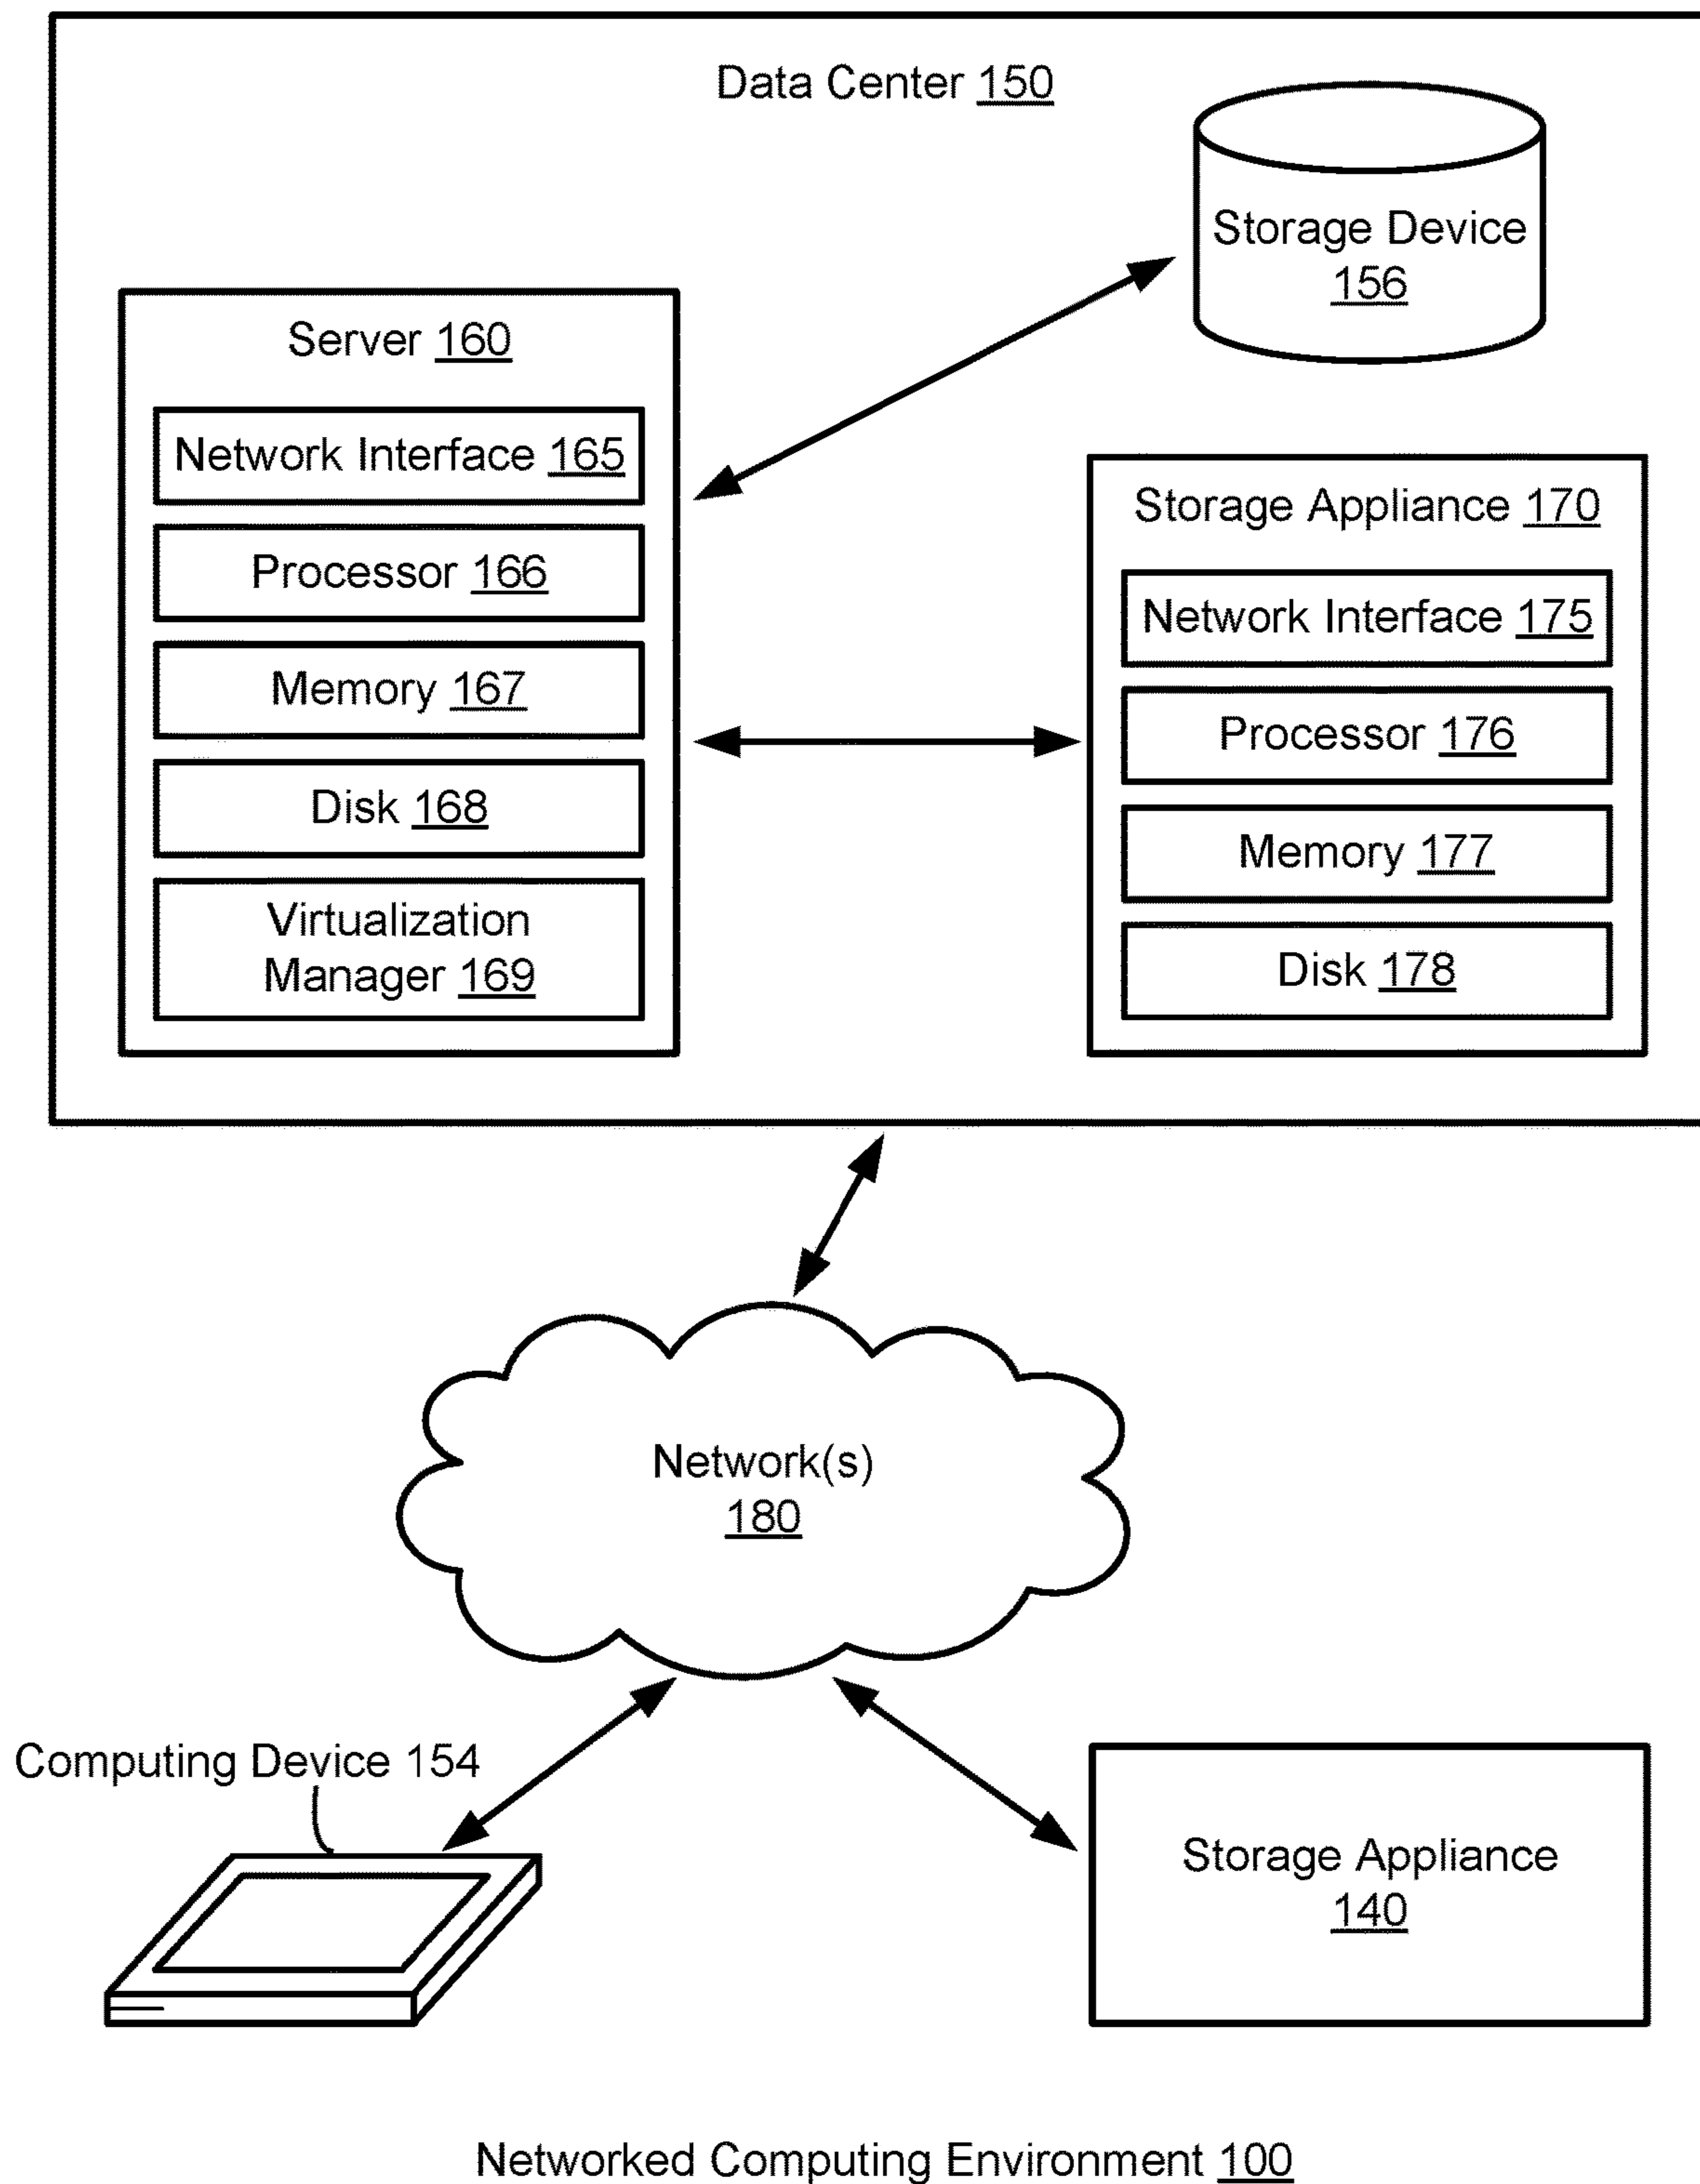 Data Center 150
Storage Device
156
Server 160
Network Interface 165
Processor 166
Memory 167
Disk 168
Virtualization
Manager 169
Storage Appliance 170
Network Interface 175
Processor 176
Memory 177
Disk 178
Network(s)
180
Computing Device 154
Storage Appliance
140
Networked Computing Environment 100